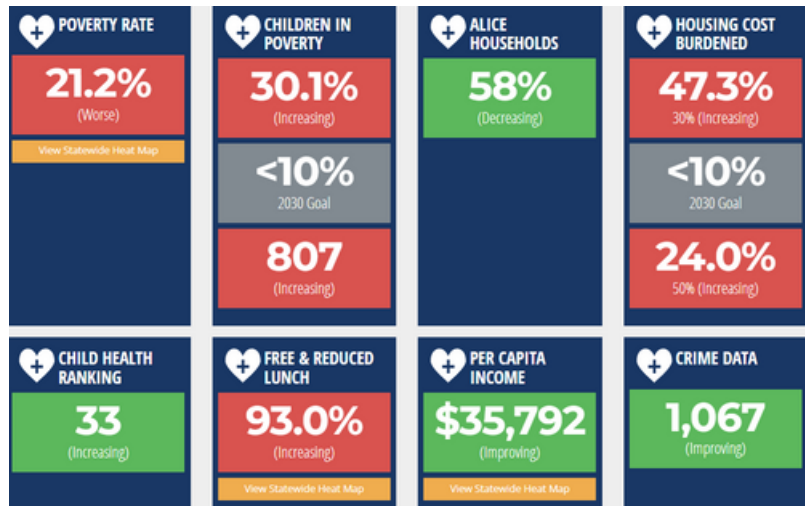 POVERTY RATE
21.2%
(Worse)
View Statewide Heat Map
CHILDREN IN
POVERTY
30.1%
(Increasing)
<10%
2030 Goal
807
(Increasing)
ALICE
HOUSEHOLDS
58%
(Decreasing)
HOUSING COST
BURDENED
47.3%
30% (Increasing)
<10%
2030 Goal
24.0%
50% (Increasing)
CHILD HEALTH
RANKING
33
(Increasing)
FREE & REDUCED
LUNCH
93.0%
(Increasing)
View Statewide Heat Map
PER CAPITA
INCOME
$35,792
(Improving)
View Statewide Heat Map
CRIME DATA
1,067
(Improving)